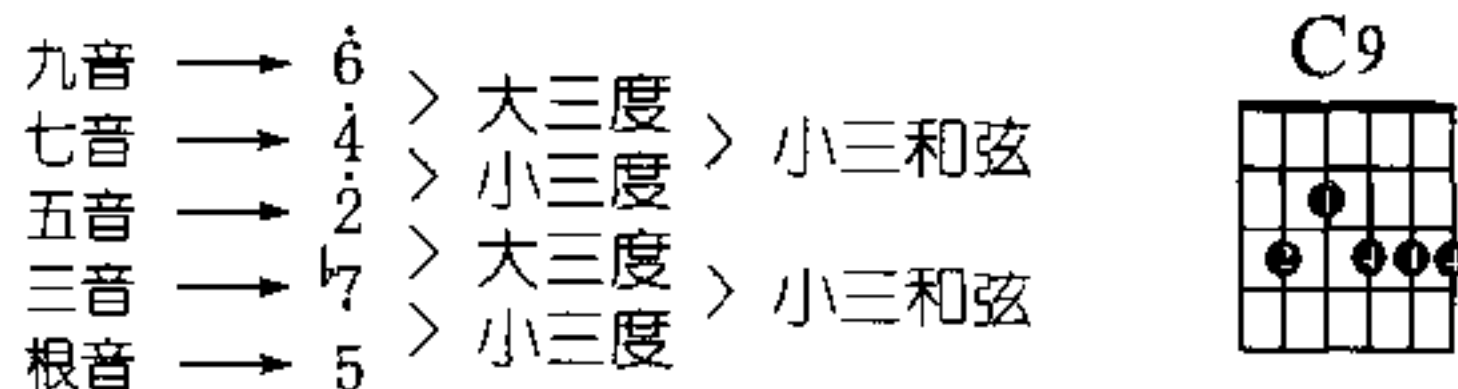 九音 → 6̇ > 大三度
七音 → 4̇ > 小三度 > 小三和弦
五音 → 2̇ > 大三度
三音 → ♭7̣ > 小三度 > 小三和弦
根音 → 5
C9